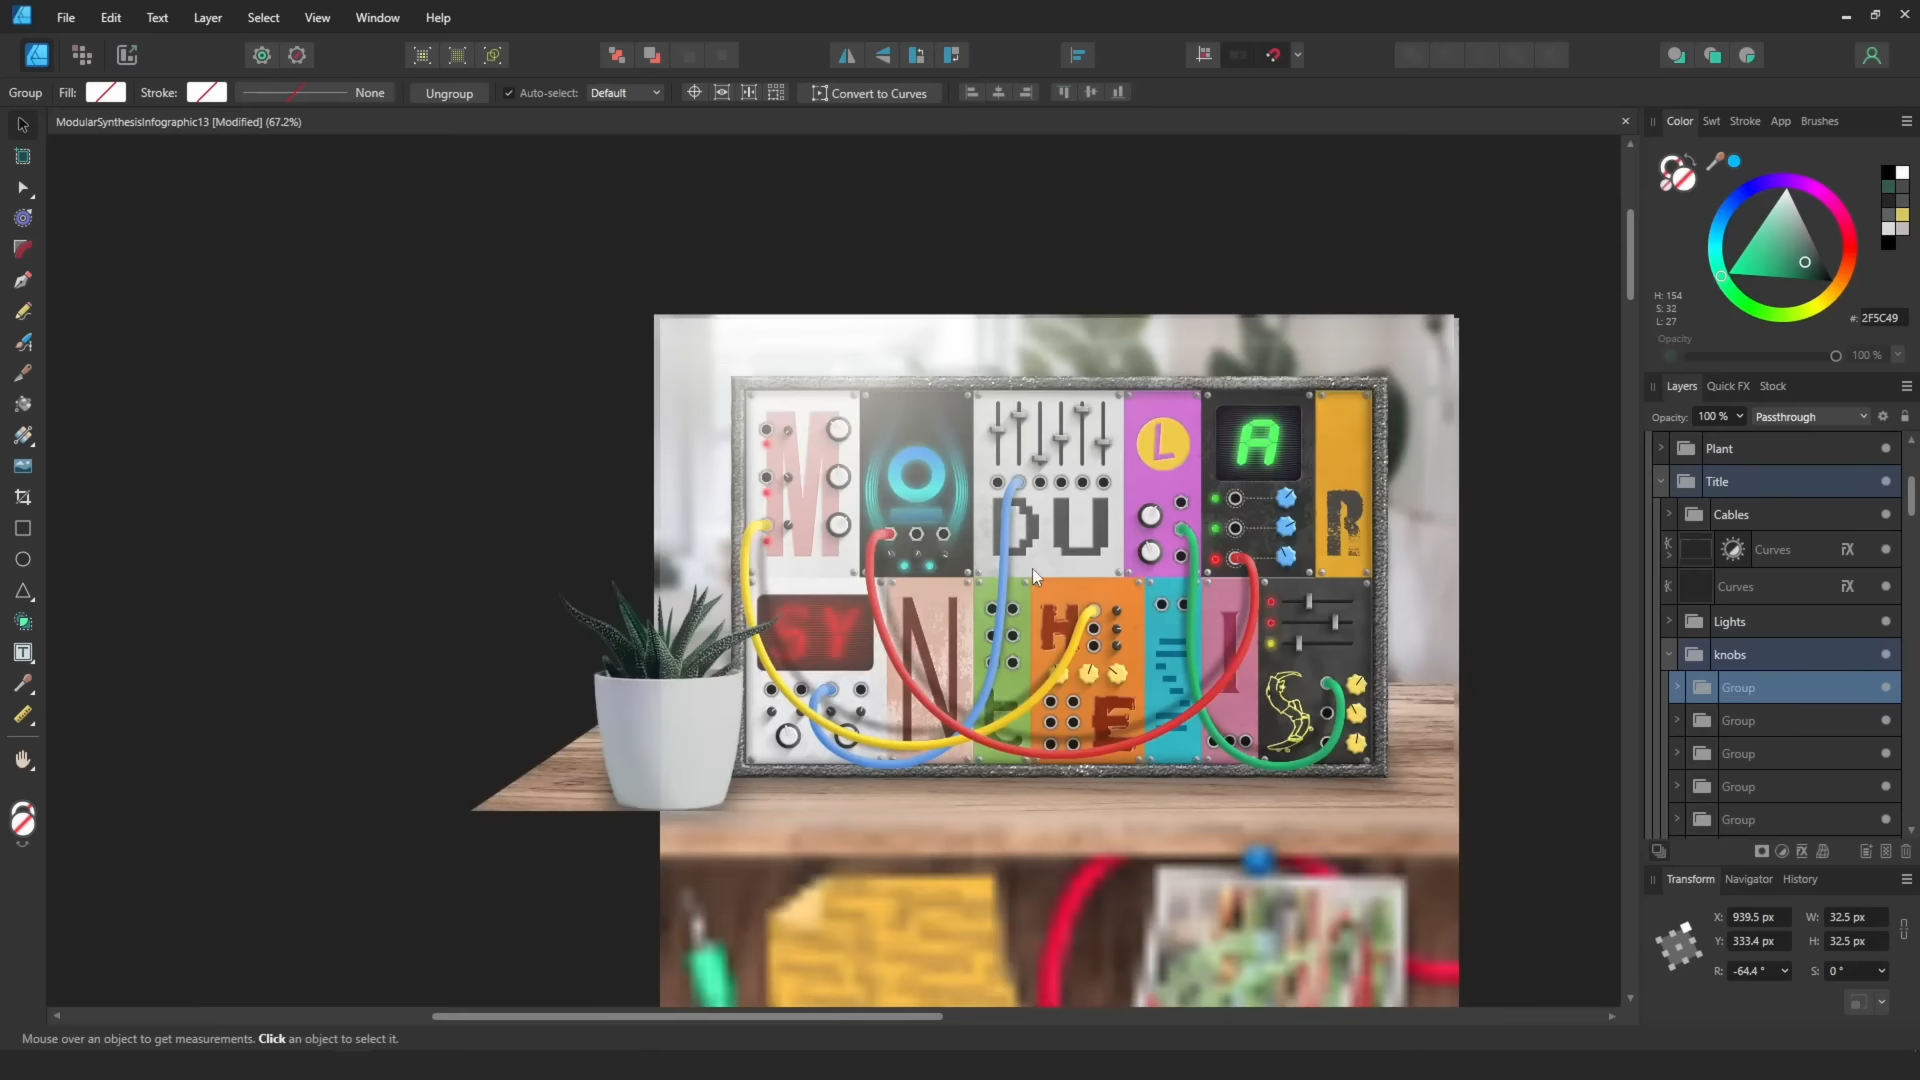 File Edit Text Layer Select View Window Help
Group Fill: Stroke: None Ungroup Auto-select: Default Convert to Curves
ModularSynthesisInfographic13 [Modified] (67.2%)
Color Swt Stroke App Brushes
H: 154
S: 32
L: 27
#: 2F5C49
Opacity
100 %
Layers Quick FX Stock
Opacity: 100 % Passthrough
Plant
Title
Cables
Curves
Curves
Lights
knobs
Group
Group
Group
Group
Group
Transform Navigator History
X: 939.5 px W: 32.5 px
Y: 333.4 px H: 32.5 px
R: -64.4 ° S: 0 °
M O DU L A R
SY N T H E S I S
Mouse over an object to get measurements. Click an object to select it.